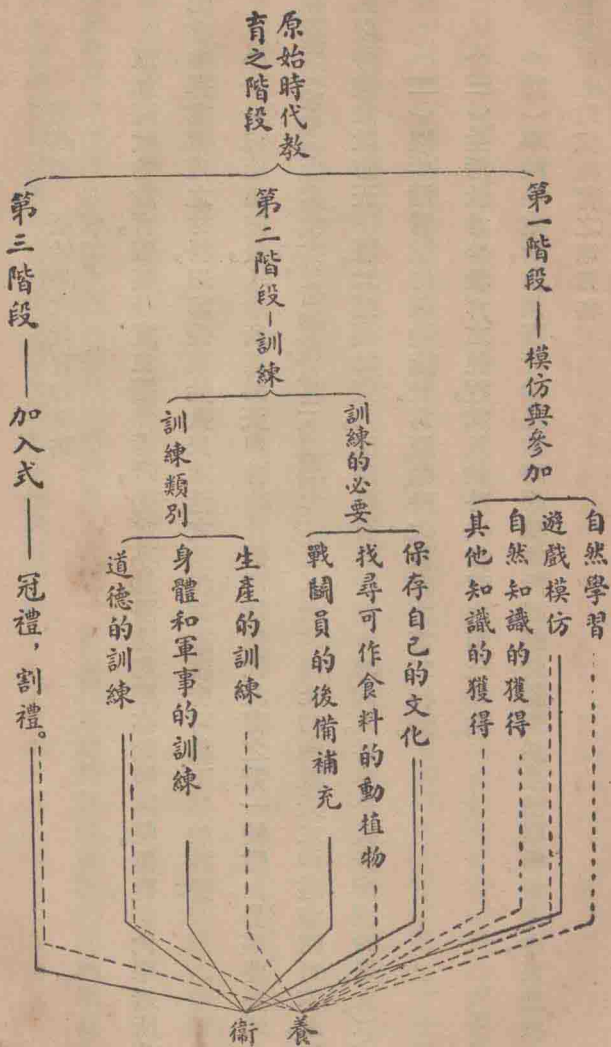 原始時代教
育之階段
第一階段——模仿與參加
自然學習
遊戲模仿
自然知識的獲得
其他知識的獲得
第二階段—訓練
訓練的必要
保存自己的文化
找尋可作食料的動植物
戰鬪員的後備補充
訓練類別
生產的訓練
身體和軍事的訓練
道德的訓練
第三階段——加入式——冠禮，割禮。
養
衞